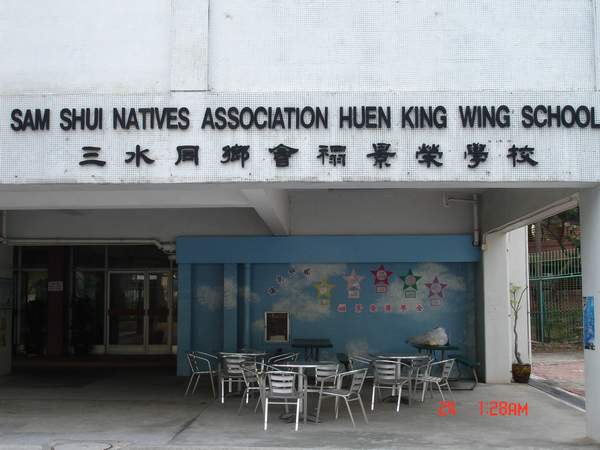 SAM SHUI NATIVES ASSOCIATION HUEN KING WING SCHOOL
三水同鄉會禤景榮學校
24 1:28AM